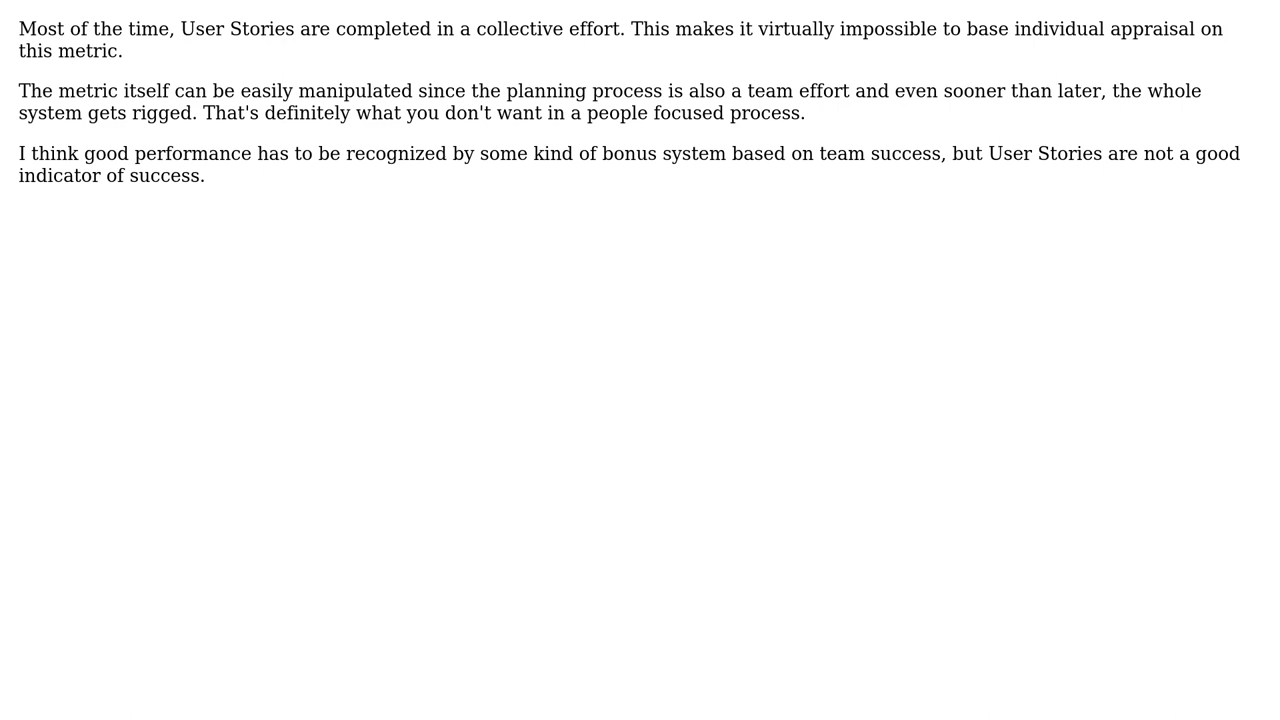 Most of the time, User Stories are completed in a collective effort. This makes it virtually impossible to base individual appraisal on
this metric.
The metric itself can be easily manipulated since the planning process is also a team effort and even sooner than later, the whole
system gets rigged. That's definitely what you don't want in a people focused process.
I think good performance has to be recognized by some kind of bonus system based on team success, but User Stories are not a good
indicator of success.